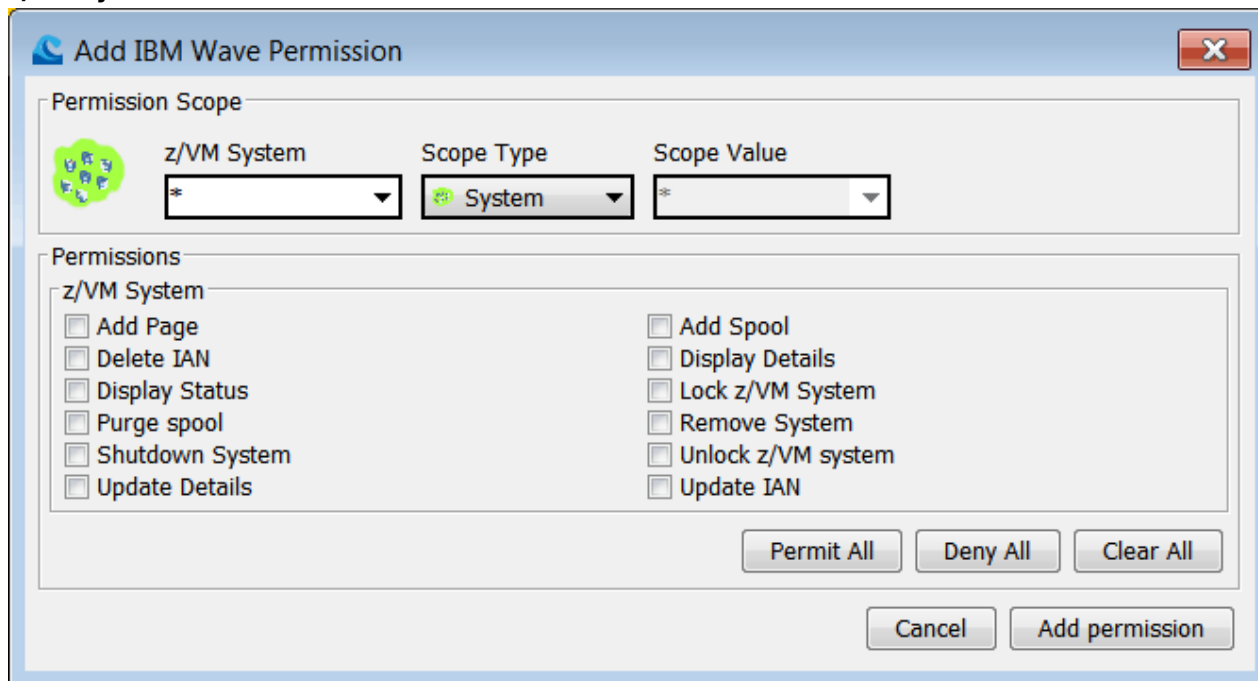 Add IBM Wave Permission
Permission Scope
z/VM System Scope Type Scope Value
* System *
Permissions
z/VM System
Add Page Add Spool
Delete IAN Display Details
Display Status Lock z/VM System
Purge spool Remove System
Shutdown System Unlock z/VM system
Update Details Update IAN
Permit All Deny All Clear All
Cancel Add permission